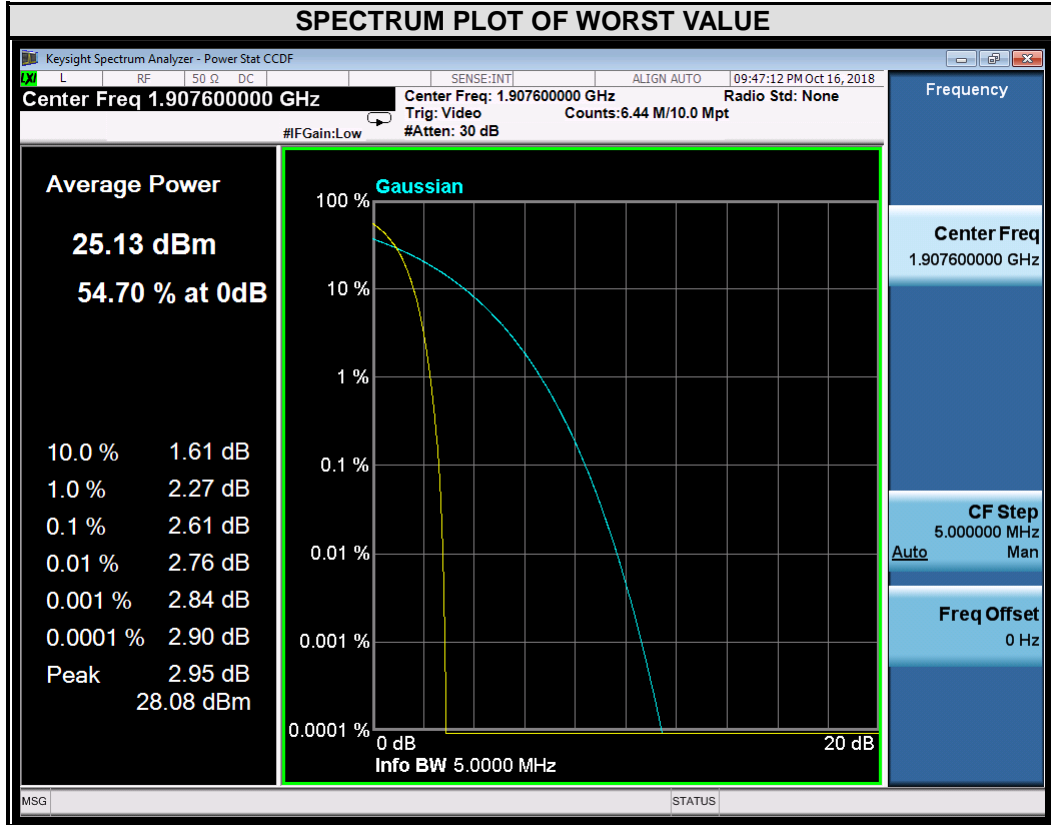 SPECTRUM PLOT OF WORST VALUE
Keysight Spectrum Analyzer - Power Stat CCDF
LXI L RF 50 Ω DC SENSE:INT ALIGN AUTO 09:47:12 PM Oct 16, 2018
Center Freq 1.907600000 GHz
Center Freq: 1.907600000 GHz Radio Std: None
Trig: Video Counts:6.44 M/10.0 Mpt
#IFGain:Low #Atten: 30 dB
Frequency
Average Power
25.13 dBm
54.70 % at 0dB
10.0 % 1.61 dB
1.0 % 2.27 dB
0.1 % 2.61 dB
0.01 % 2.76 dB
0.001 % 2.84 dB
0.0001 % 2.90 dB
Peak 2.95 dB
28.08 dBm
Gaussian
100 %
10 %
1 %
0.1 %
0.01 %
0.001 %
0.0001 %
0 dB 20 dB
Info BW 5.0000 MHz
Center Freq
1.907600000 GHz
CF Step
5.000000 MHz
Auto Man
Freq Offset
0 Hz
MSG STATUS